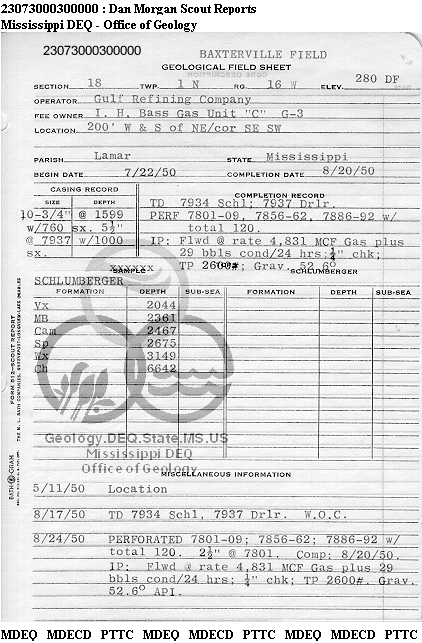 23073000300000 : Dan Morgan Scout Reports
Mississippi DEQ - Office of Geology
23073000300000
BAXTERVILLE FIELD
GEOLOGICAL FIELD SHEET
SECTION 18 TWP. 1 N RG. 16 W ELEV. 280 DF
OPERATOR Gulf Refining Company
FEE OWNER I. H. Bass Gas Unit "C" G-3
LOCATION 200' W & S of NE/cor SE SW
PARISH Lamar STATE Mississippi
BEGIN DATE 7/22/50 COMPLETION DATE 8/20/50
CASING RECORD COMPLETION RECORD
SIZE DEPTH TD 7934 Schl; 7937 Drlr.
10-3/4" @ 1599 PERF 7801-09, 7856-62, 7886-92 w/
w/760 sx. 5½" total 120.
@ 7937 w/1000 IP: Flwd @ rate 4,831 MCF Gas plus
sx. 29 bbls cond/24 hrs; ¼" chk;
TP 2600#; Grav. 52.6°
SAMPLE OR SCHLUMBERGER
SCHLUMBERGER
FORMATION DEPTH SUB-SEA FORMATION DEPTH SUB-SEA
Vx 2044
MB 2361
Cam 2467
Sp 2675
Wx 3149
Ch 6642
Geology.DEQ.State.MS.US
Mississippi DEQ
Office of Geology
MISCELLANEOUS INFORMATION
5/11/50 Location
8/17/50 TD 7934 Schl, 7937 Drlr. W.O.C.
8/24/50 PERFORATED 7801-09; 7856-62; 7886-92 w/
total 120. 2½" @ 7801. Comp: 8/20/50.
IP: Flwd @ rate 4,831 MCF Gas plus 29
bbls cond/24 hrs; ¼" chk; TP 2600#. Grav.
52.6° API.
FORM 512—SCOUT REPORT
BATH-O-GRAM
MDEQ MDECD PTTC MDEQ MDECD PTTC MDEQ MDECD PTTC